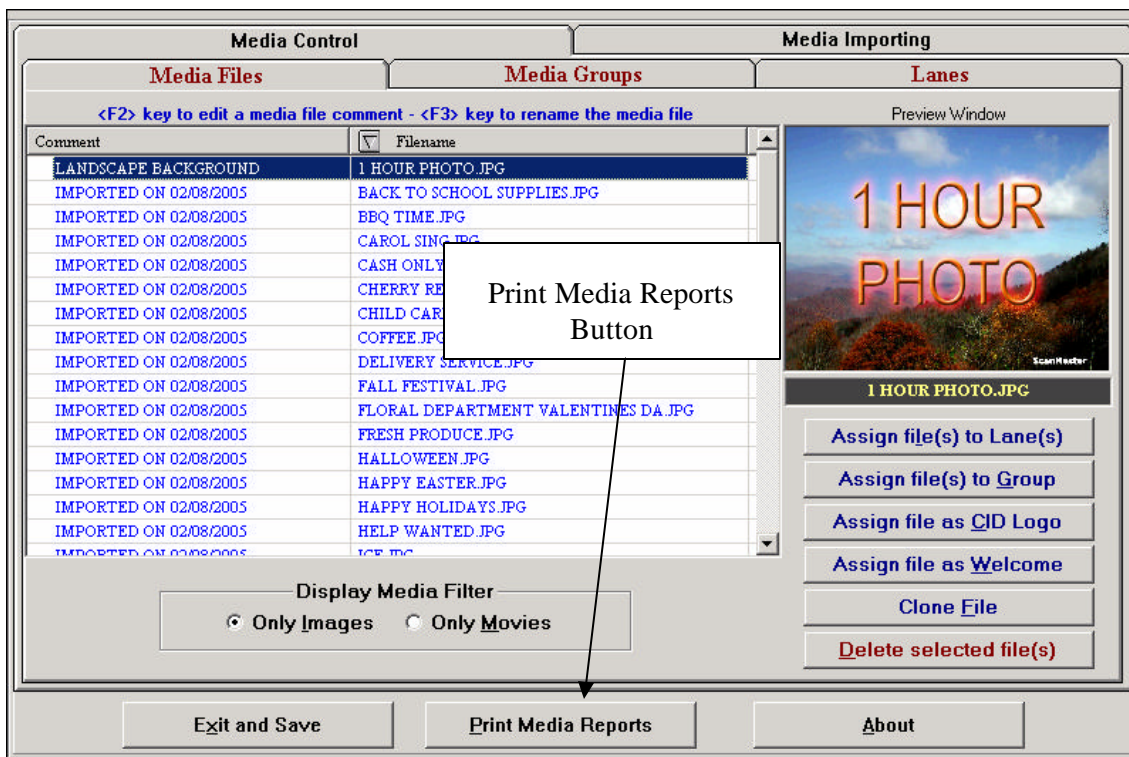 Media Control
Media Importing
Media Files
Media Groups
Lanes
<F2> key to edit a media file comment - <F3> key to rename the media file
Preview Window
Comment
Filename
LANDSCAPE BACKGROUND 1 HOUR PHOTO.JPG
IMPORTED ON 02/08/2005 BACK TO SCHOOL SUPPLIES.JPG
IMPORTED ON 02/08/2005 BBQ TIME.JPG
IMPORTED ON 02/08/2005 CAROL SING.JPG
IMPORTED ON 02/08/2005 CASH ONLY
IMPORTED ON 02/08/2005 CHERRY
IMPORTED ON 02/08/2005 CHILD
IMPORTED ON 02/08/2005 COFFEE.JPG
IMPORTED ON 02/08/2005 DELIVERY SERVICE.JPG
IMPORTED ON 02/08/2005 FALL FESTIVAL.JPG
IMPORTED ON 02/08/2005 FLORAL DEPARTMENT VALENTINES DA.JPG
IMPORTED ON 02/08/2005 FRESH PRODUCE.JPG
IMPORTED ON 02/08/2005 HALLOWEEN.JPG
IMPORTED ON 02/08/2005 HAPPY EASTER.JPG
IMPORTED ON 02/08/2005 HAPPY HOLIDAYS.JPG
IMPORTED ON 02/08/2005 HELP WANTED.JPG
IMPORTED ON 02/08/2005 ICE.JPG
Print Media Reports
Button
1 HOUR
PHOTO
ScanMaster
1 HOUR PHOTO.JPG
Assign file(s) to Lane(s)
Assign file(s) to Group
Assign file as CID Logo
Assign file as Welcome
Clone File
Delete selected file(s)
Display Media Filter
Only Images
Only Movies
Exit and Save
Print Media Reports
About